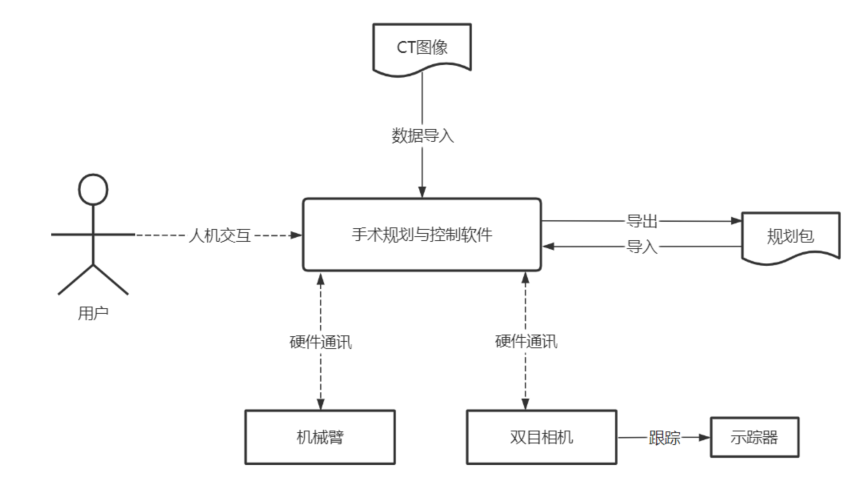 CT图像
数据导入
人机交互
手术规划与控制软件
导出
导入
规划包
用户
硬件通讯
硬件通讯
机械臂
双目相机
跟踪
示踪器